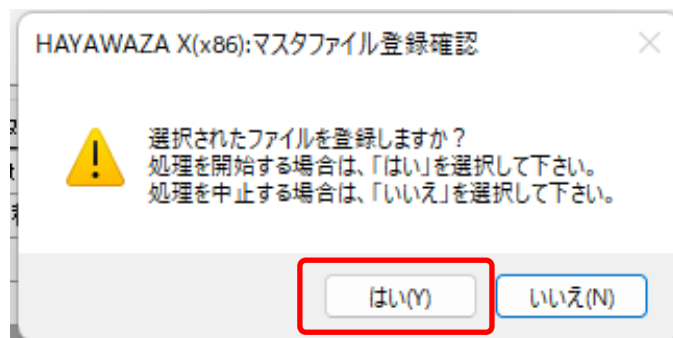 HAYAWAZA X(x86):マスタファイル登録確認
選択されたファイルを登録しますか？
処理を開始する場合は、「はい」を選択して下さい。
処理を中止する場合は、「いいえ」を選択して下さい。
はい(Y)
いいえ(N)